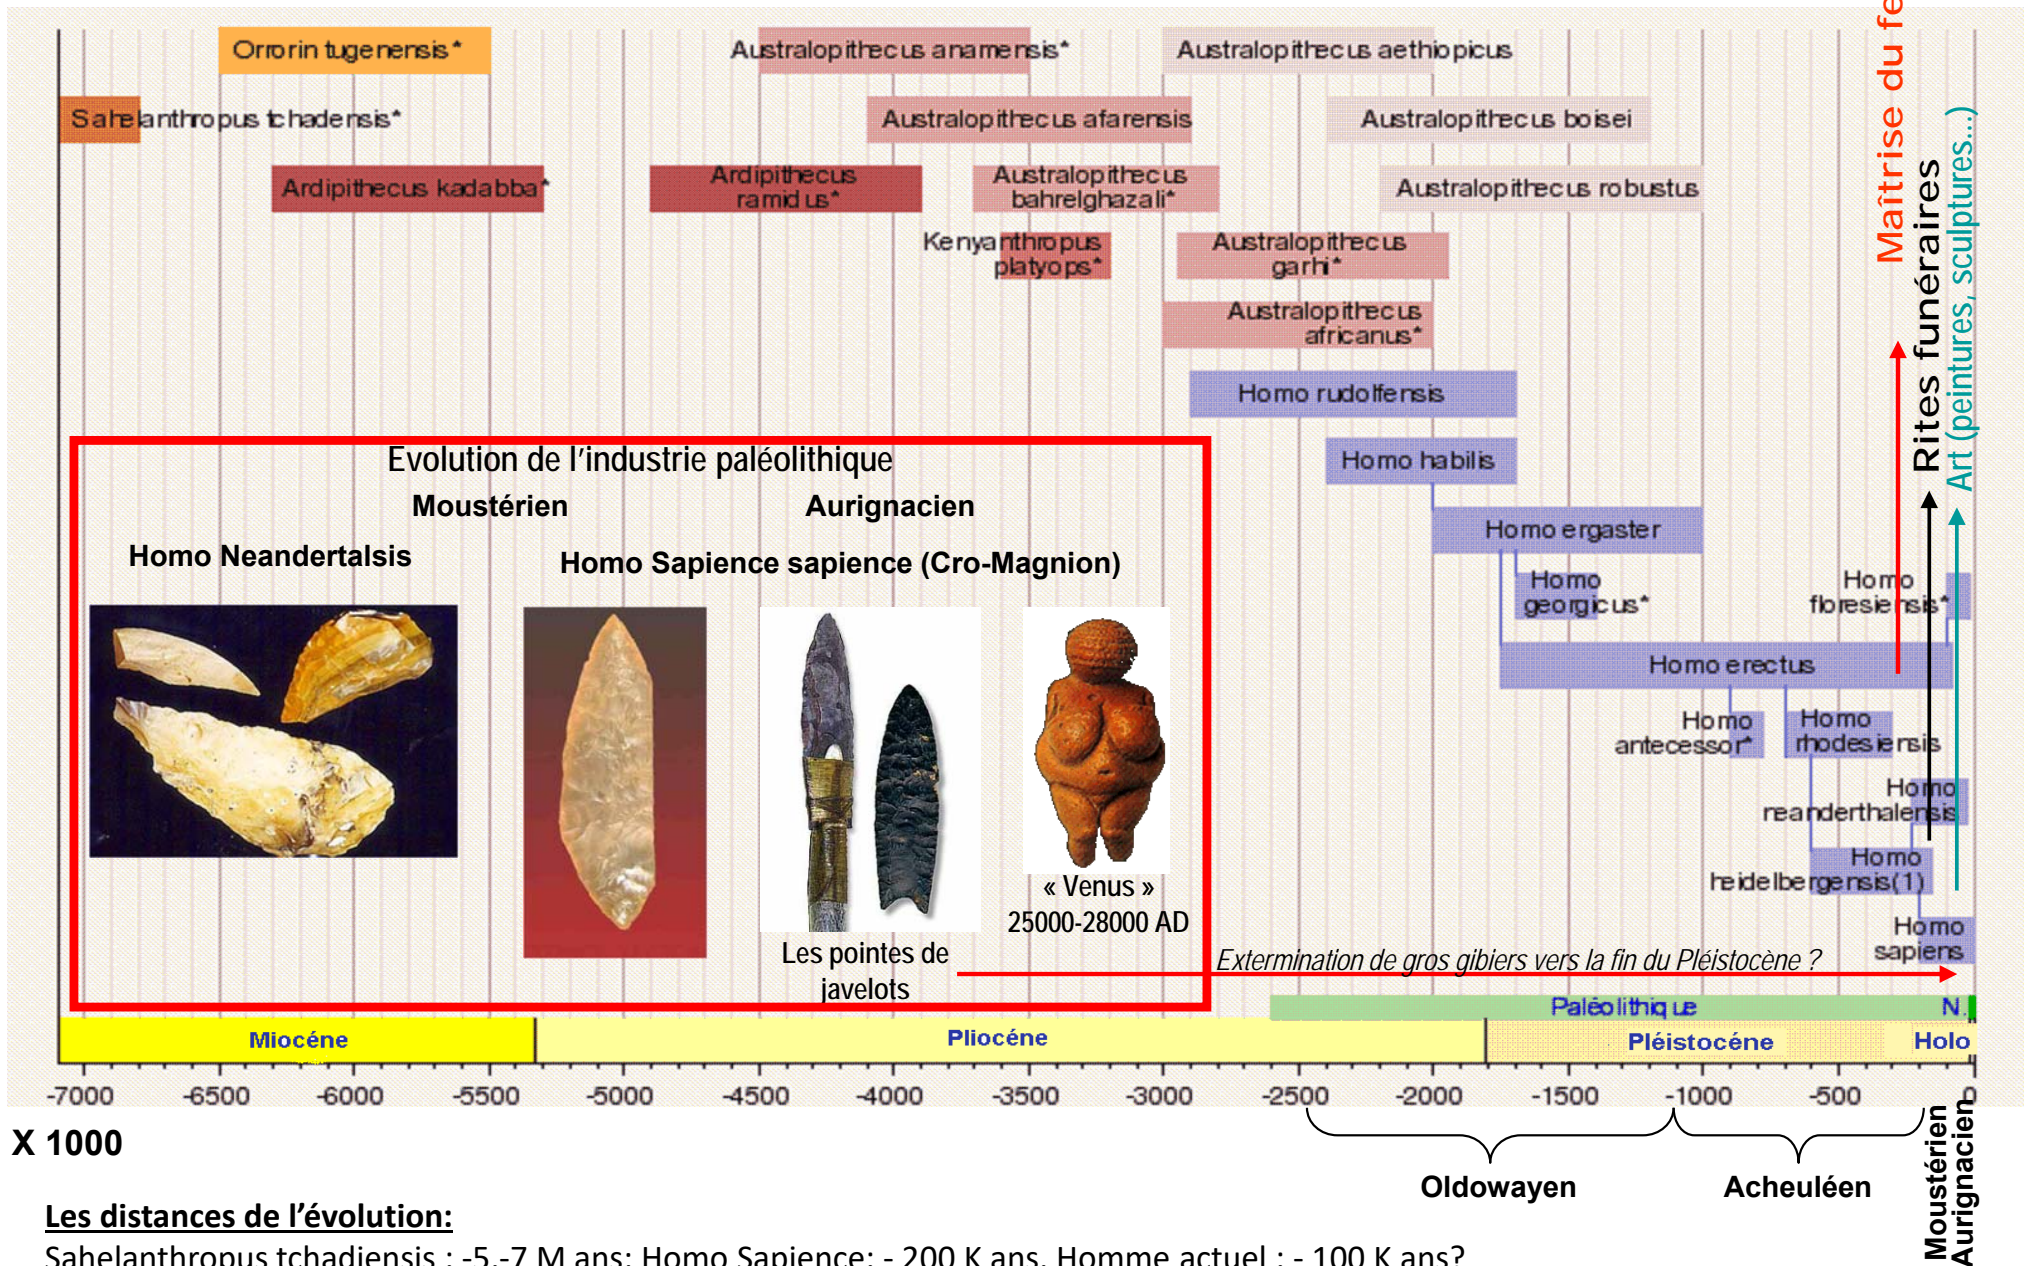 Orrorin tugenensis*
Australopithecus anamensis*
Australopithecus aethiopicus
Sahelanthropus tchadensis*
Australopithecus afarensis
Australopithecus boisei
Ardipithecus kadabba*
Ardipithecus
ramidus*
Australopithecus
bahrelghazali*
Australopithecus robustus
Kenyanthropus
platyops*
Australopithecus
garhi*
Australopithecus
africanus*
Homo rudolfensis
Homo habilis
Homo ergaster
Homo
georgicus*
Homo
floresiensis*
Homo erectus
Homo
antecessor*
Homo
rhodesiensis
Homo
neanderthalensis
Homo
heidelbergensis(1)
Homo
sapiens
Maîtrise du fe
Rites funéraires
Art (peintures, sculptures...)
Evolution de l'industrie paléolithique
Moustérien
Aurignacien
Homo Neandertalsis
Homo Sapience sapience (Cro-Magnion)
« Venus »
25000-28000 AD
Les pointes de
javelots
Extermination de gros gibiers vers la fin du Pléistocène ?
Paléolithique
N.
Miocéne
Pliocéne
Pléistocéne
Holo
-7000 -6500 -6000 -5500 -5000 -4500 -4000 -3500 -3000 -2500 -2000 -1500 -1000 -500 0
X 1000
Oldowayen
Acheuléen
Moustérien
Aurignacien
Les distances de l'évolution:
Sahelanthropus tchadiensis : -5,-7 M ans; Homo Sapience: - 200 K ans, Homme actuel : - 100 K ans?